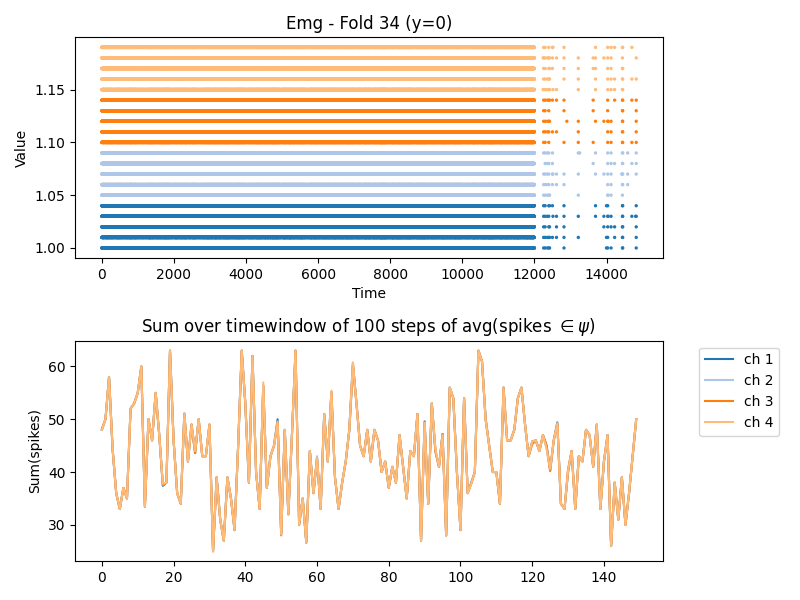 Emg - Fold 34 (y=0)
1.15
1.10
1.05
1.00
Value
0 2000 4000 6000 8000 10000 12000 14000
Time
Sum over timewindow of 100 steps of avg(spikes ∈ψ)
60
50
40
30
Sum(spikes)
0 20 40 60 80 100 120 140
ch 1
ch 2
ch 3
ch 4